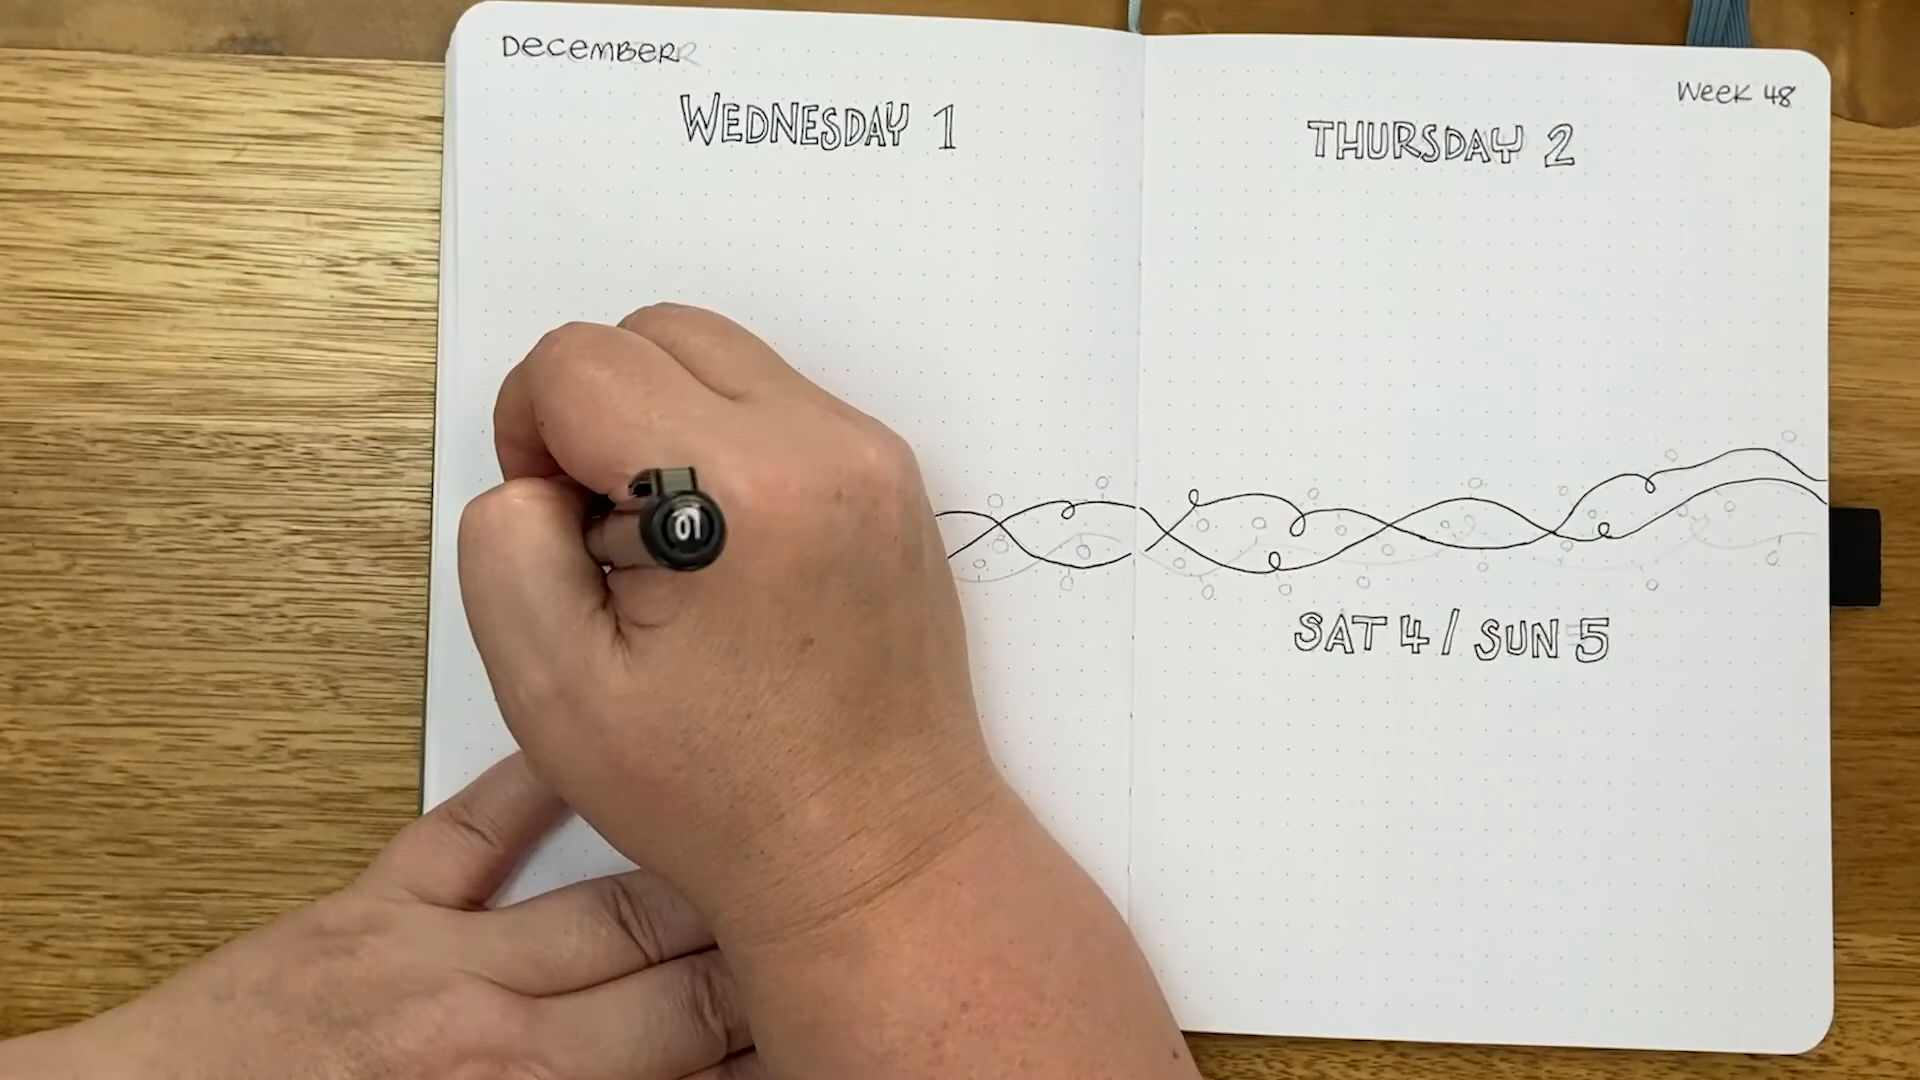 DECEMBER
WEEK 48
WEDNESDAY 1
THURSDAY 2
SAT 4 / SUN 5
01